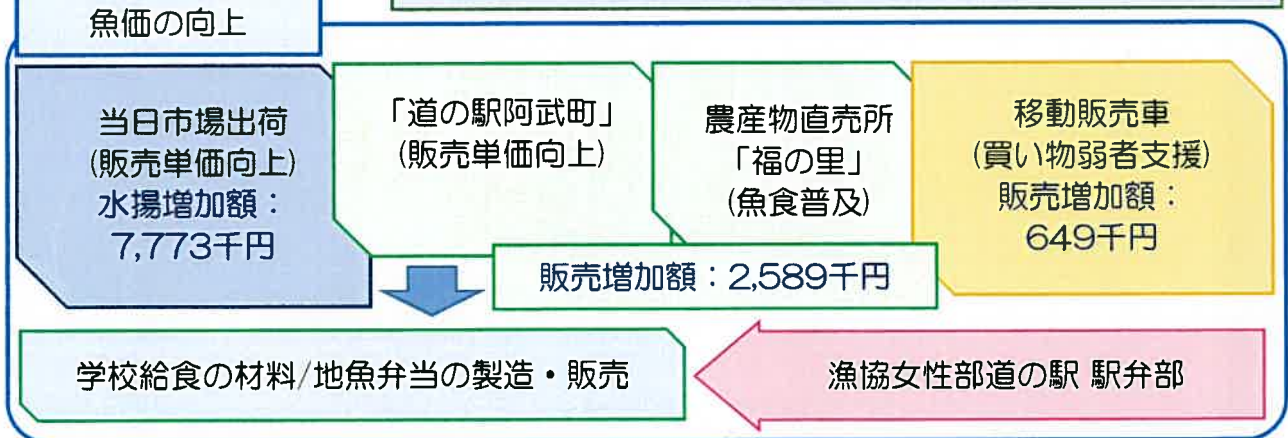 魚価の向上
当日市場出荷
(販売単価向上)
水揚増加額：
7,773千円
「道の駅阿武町」
(販売単価向上)
農産物直売所
「福の里」
(魚食普及)
移動販売車
(買い物弱者支援)
販売増加額：
649千円
販売増加額：2,589千円
学校給食の材料/地魚弁当の製造・販売
漁協女性部道の駅 駅弁部